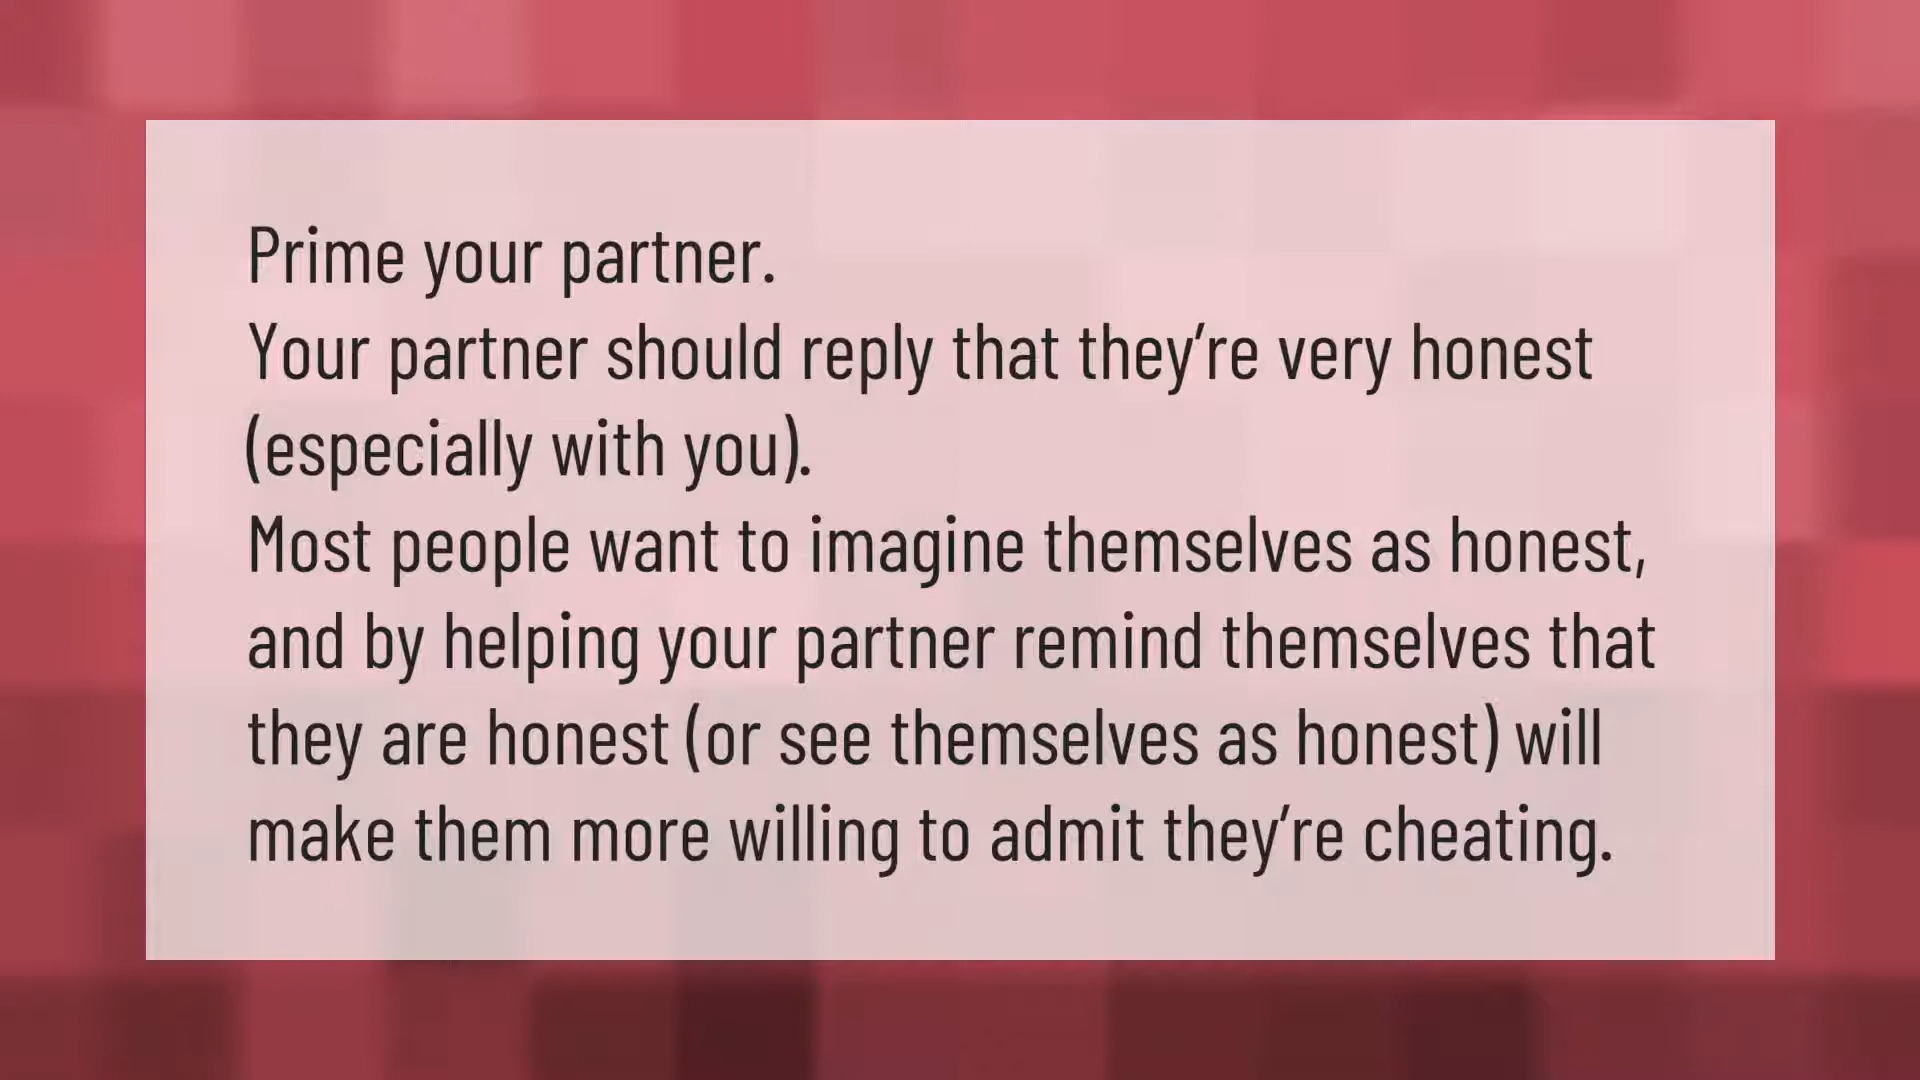 Prime your partner.
Your partner should reply that they’re very honest
(especially with you).
Most people want to imagine themselves as honest,
and by helping your partner remind themselves that
they are honest (or see themselves as honest) will
make them more willing to admit they’re cheating.